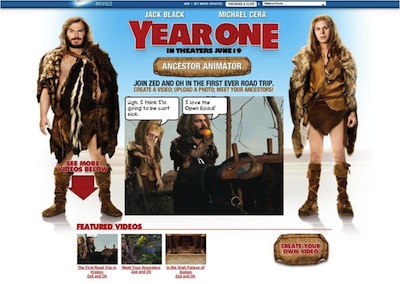 MOVIES
JACK BLACK MICHAEL CERA
YEAR ONE
IN THEATERS JUNE 19
ANCESTOR ANIMATOR
JOIN ZED AND OH IN THE FIRST EVER ROAD TRIP.
CREATE A VIDEO; UPLOAD A PHOTO; MEET YOUR ANCESTORS!
Ugh. I think I'm
going to be cart
sick.
I love the
Open Road!
SEE MORE
VIDEOS BELOW
FEATURED VIDEOS
The First Road Trip in
History
Zed and Oh
Meet Your Ancestors
Zed and Oh
In the High Palace of
Sodom
Zed and Oh
CREATE YOUR
OWN VIDEO